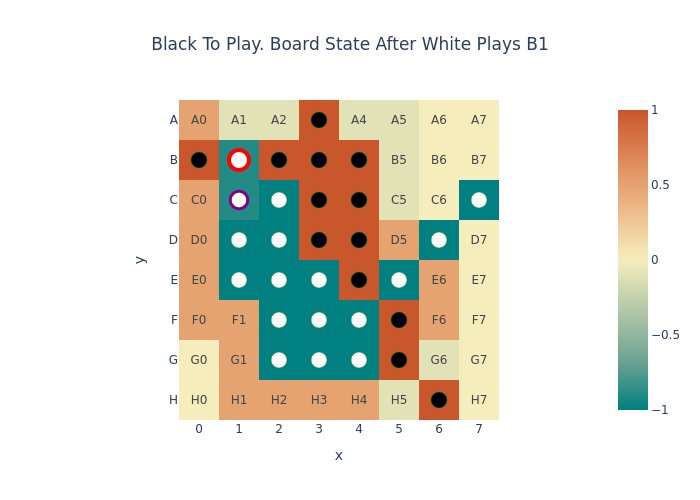 Black To Play. Board State After White Plays B1
A A0 A1 A2 A4 A5 A6 A7 1
B B5 B6 B7
C C0 C5 C6 0.5
D D0 D5 D7
y E E0 E6 E7 0
F F0 F1 F6 F7 −0.5
G G0 G1 G6 G7
H H0 H1 H2 H3 H4 H5 H7 −1
0 1 2 3 4 5 6 7
x